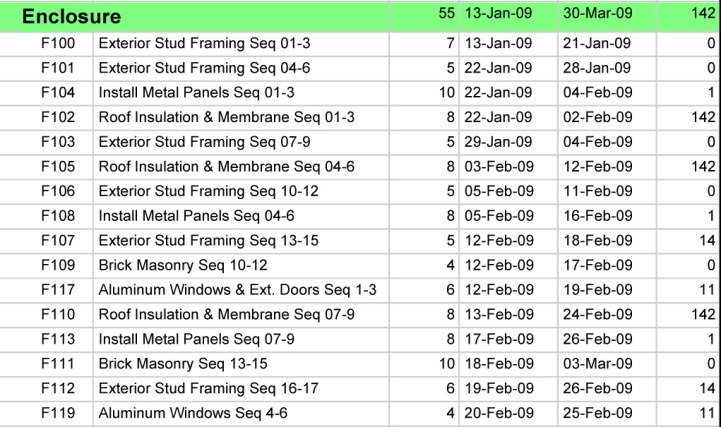 Enclosure 55 13-Jan-09 30-Mar-09 142
F100 Exterior Stud Framing Seq 01-3 7 13-Jan-09 21-Jan-09 0
F101 Exterior Stud Framing Seq 04-6 5 22-Jan-09 28-Jan-09 0
F104 Install Metal Panels Seq 01-3 10 22-Jan-09 04-Feb-09 1
F102 Roof Insulation & Membrane Seq 01-3 8 22-Jan-09 02-Feb-09 142
F103 Exterior Stud Framing Seq 07-9 5 29-Jan-09 04-Feb-09 0
F105 Roof Insulation & Membrane Seq 04-6 8 03-Feb-09 12-Feb-09 142
F106 Exterior Stud Framing Seq 10-12 5 05-Feb-09 11-Feb-09 0
F108 Install Metal Panels Seq 04-6 8 05-Feb-09 16-Feb-09 1
F107 Exterior Stud Framing Seq 13-15 5 12-Feb-09 18-Feb-09 14
F109 Brick Masonry Seq 10-12 4 12-Feb-09 17-Feb-09 0
F117 Aluminum Windows & Ext. Doors Seq 1-3 6 12-Feb-09 19-Feb-09 11
F110 Roof Insulation & Membrane Seq 07-9 8 13-Feb-09 24-Feb-09 142
F113 Install Metal Panels Seq 07-9 8 17-Feb-09 26-Feb-09 1
F111 Brick Masonry Seq 13-15 10 18-Feb-09 03-Mar-09 0
F112 Exterior Stud Framing Seq 16-17 6 19-Feb-09 26-Feb-09 14
F119 Aluminum Windows Seq 4-6 4 20-Feb-09 25-Feb-09 11